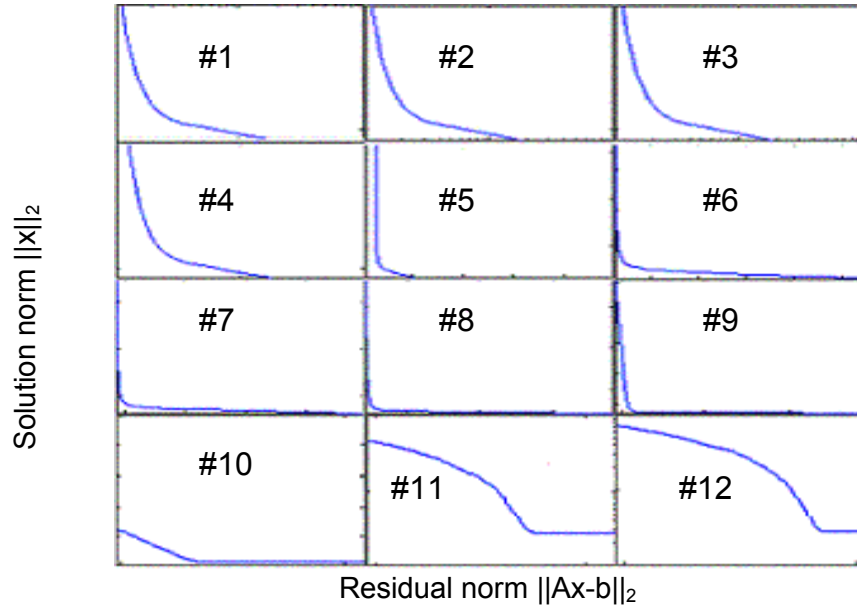 #1 #2 #3
#4 #5 #6
#7 #8 #9
#10 #11 #12
Solution norm ||x||₂
Residual norm ||Ax-b||₂